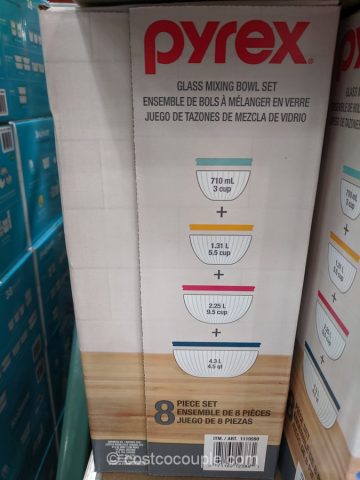 pyrex®
GLASS MIXING BOWL SET
ENSEMBLE DE BOLS À MÉLANGER EN VERRE
JUEGO DE TAZONES DE MEZCLA DE VIDRIO
710 mL
3 cup
+
1.31 L
5.5 cup
+
2.25 L
9.5 cup
+
4.3 L
4.5 qt
8 PIECE SET
ENSEMBLE DE 8 PIÈCES
JUEGO DE 8 PIEZAS
ITM. / ART. 1119990
© costcocouple.com